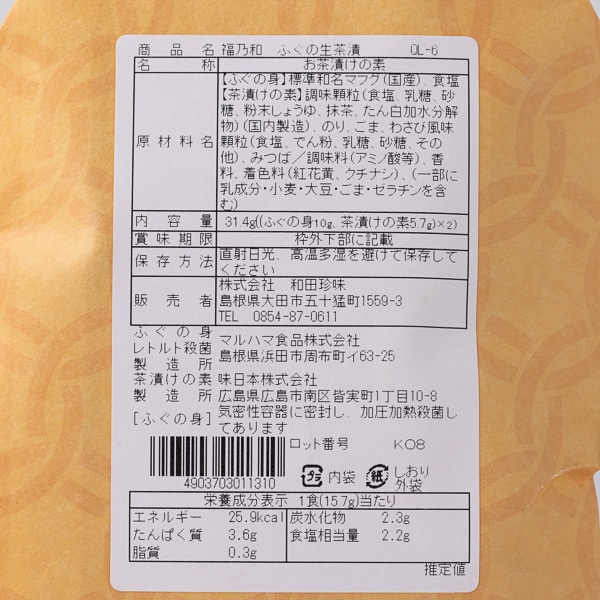 商品名 福乃和 ふぐの生茶漬 OL-6
名称 お茶漬けの素
原材料名
【ふぐの身】標準和名マフグ(国産)、食塩
【茶漬けの素】調味顆粒(食塩、乳糖、砂
糖、粉末しょうゆ、抹茶、たん白加水分解
物)(国内製造)、のり、ごま、わさび風味
顆粒(食塩、でん粉、乳糖、砂糖、その
他)、みつば／調味料(アミノ酸等)、香
料、着色料(紅花黄、クチナシ)、(一部に
乳成分・小麦・大豆・ごま・ゼラチンを含
む)
内容量 31.4g((ふぐの身10g、茶漬けの素5.7g)×2)
賞味期限 枠外下部に記載
保存方法 直射日光、高温多湿を避けて保存して
ください
販売者
株式会社 和田珍味
島根県大田市五十猛町1559-3
TEL 0854-87-0611
ふぐの身
レトルト殺菌
製造所
マルハマ食品株式会社
島根県浜田市周布町イ63-25
茶漬けの素
製造所
味日本株式会社
広島県広島市南区皆実町1丁目10-8
[ふぐの身] 気密性容器に密封し、加圧加熱殺菌し
てあります
ロット番号 K08
4903703011310
プラ 内袋 紙 しおり
外袋
栄養成分表示 1食(15.7g)当たり
エネルギー 25.9kcal 炭水化物 2.3g
たんぱく質 3.6g 食塩相当量 2.2g
脂質 0.3g
推定値